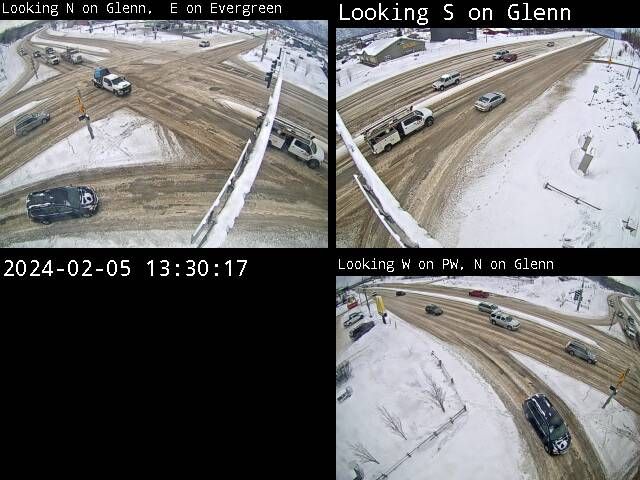 Looking N on Glenn,  E on Evergreen
Looking S on Glenn
2024-02-05 13:30:17
Looking W on PW, N on Glenn